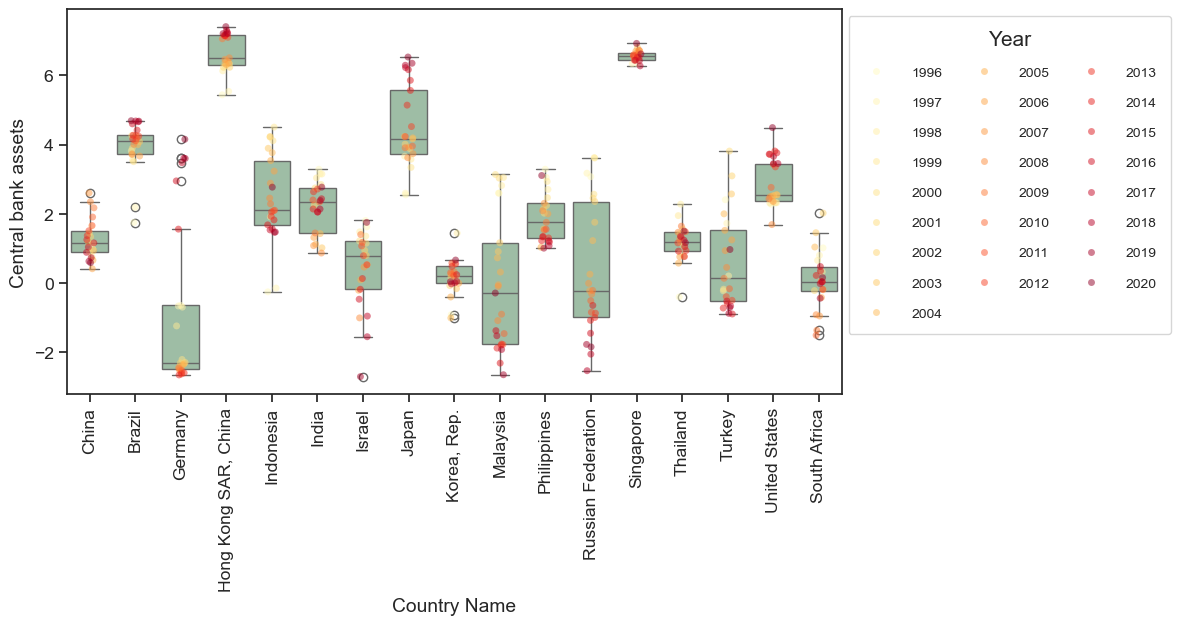 Central bank assets
6
4
2
0
−2
China
Brazil
Germany
Hong Kong SAR, China
Indonesia
India
Israel
Japan
Korea, Rep.
Malaysia
Philippines
Russian Federation
Singapore
Thailand
Turkey
United States
South Africa
Country Name
Year
1996
1997
1998
1999
2000
2001
2002
2003
2004
2005
2006
2007
2008
2009
2010
2011
2012
2013
2014
2015
2016
2017
2018
2019
2020